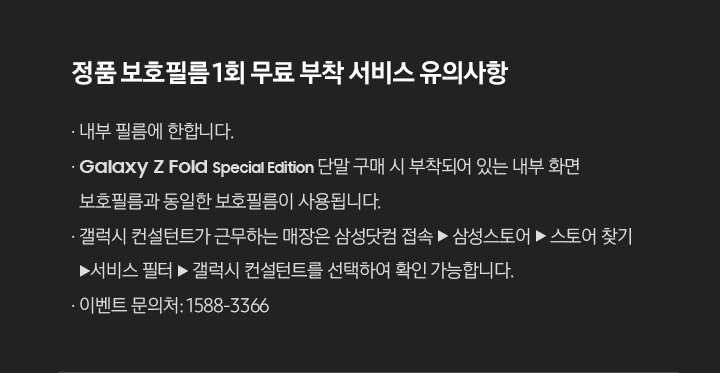 정품 보호필름 1회 무료 부착 서비스 유의사항
· 내부 필름에 한합니다.
· Galaxy Z Fold Special Edition 단말 구매 시 부착되어 있는 내부 화면
보호필름과 동일한 보호필름이 사용됩니다.
· 갤럭시 컨설턴트가 근무하는 매장은 삼성닷컴 접속 ▶ 삼성스토어 ▶ 스토어 찾기
▶서비스 필터 ▶ 갤럭시 컨설턴트를 선택하여 확인 가능합니다.
· 이벤트 문의처: 1588-3366